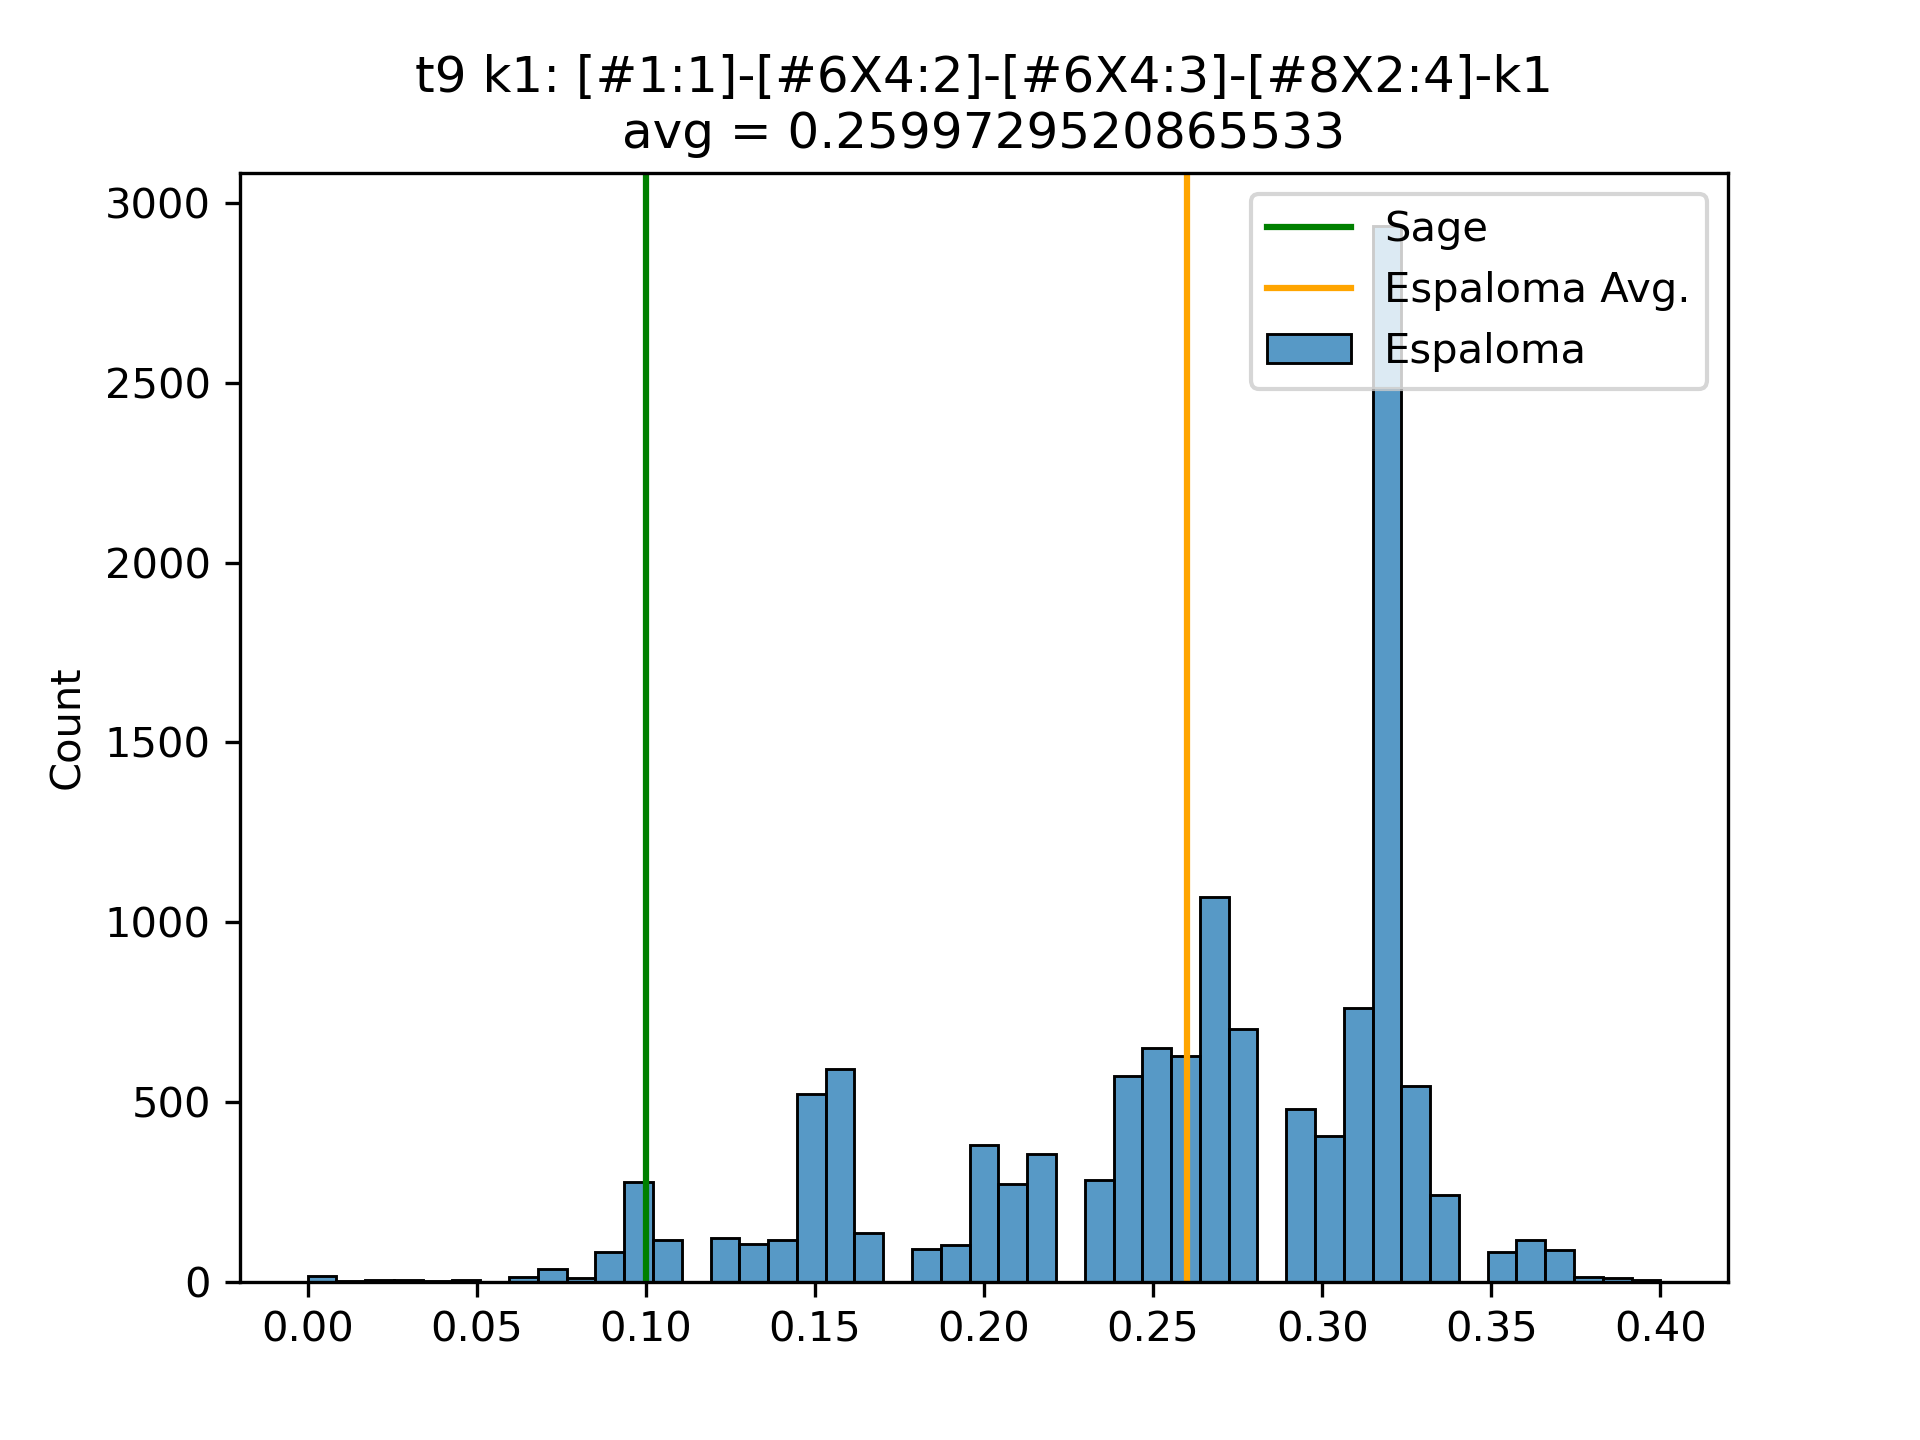 t9 k1: [#1:1]-[#6X4:2]-[#6X4:3]-[#8X2:4]-k1
avg = 0.2599729520865533
Sage
Espaloma Avg.
Espaloma
Count
3000
2500
2000
1500
1000
500
0
0.00 0.05 0.10 0.15 0.20 0.25 0.30 0.35 0.40